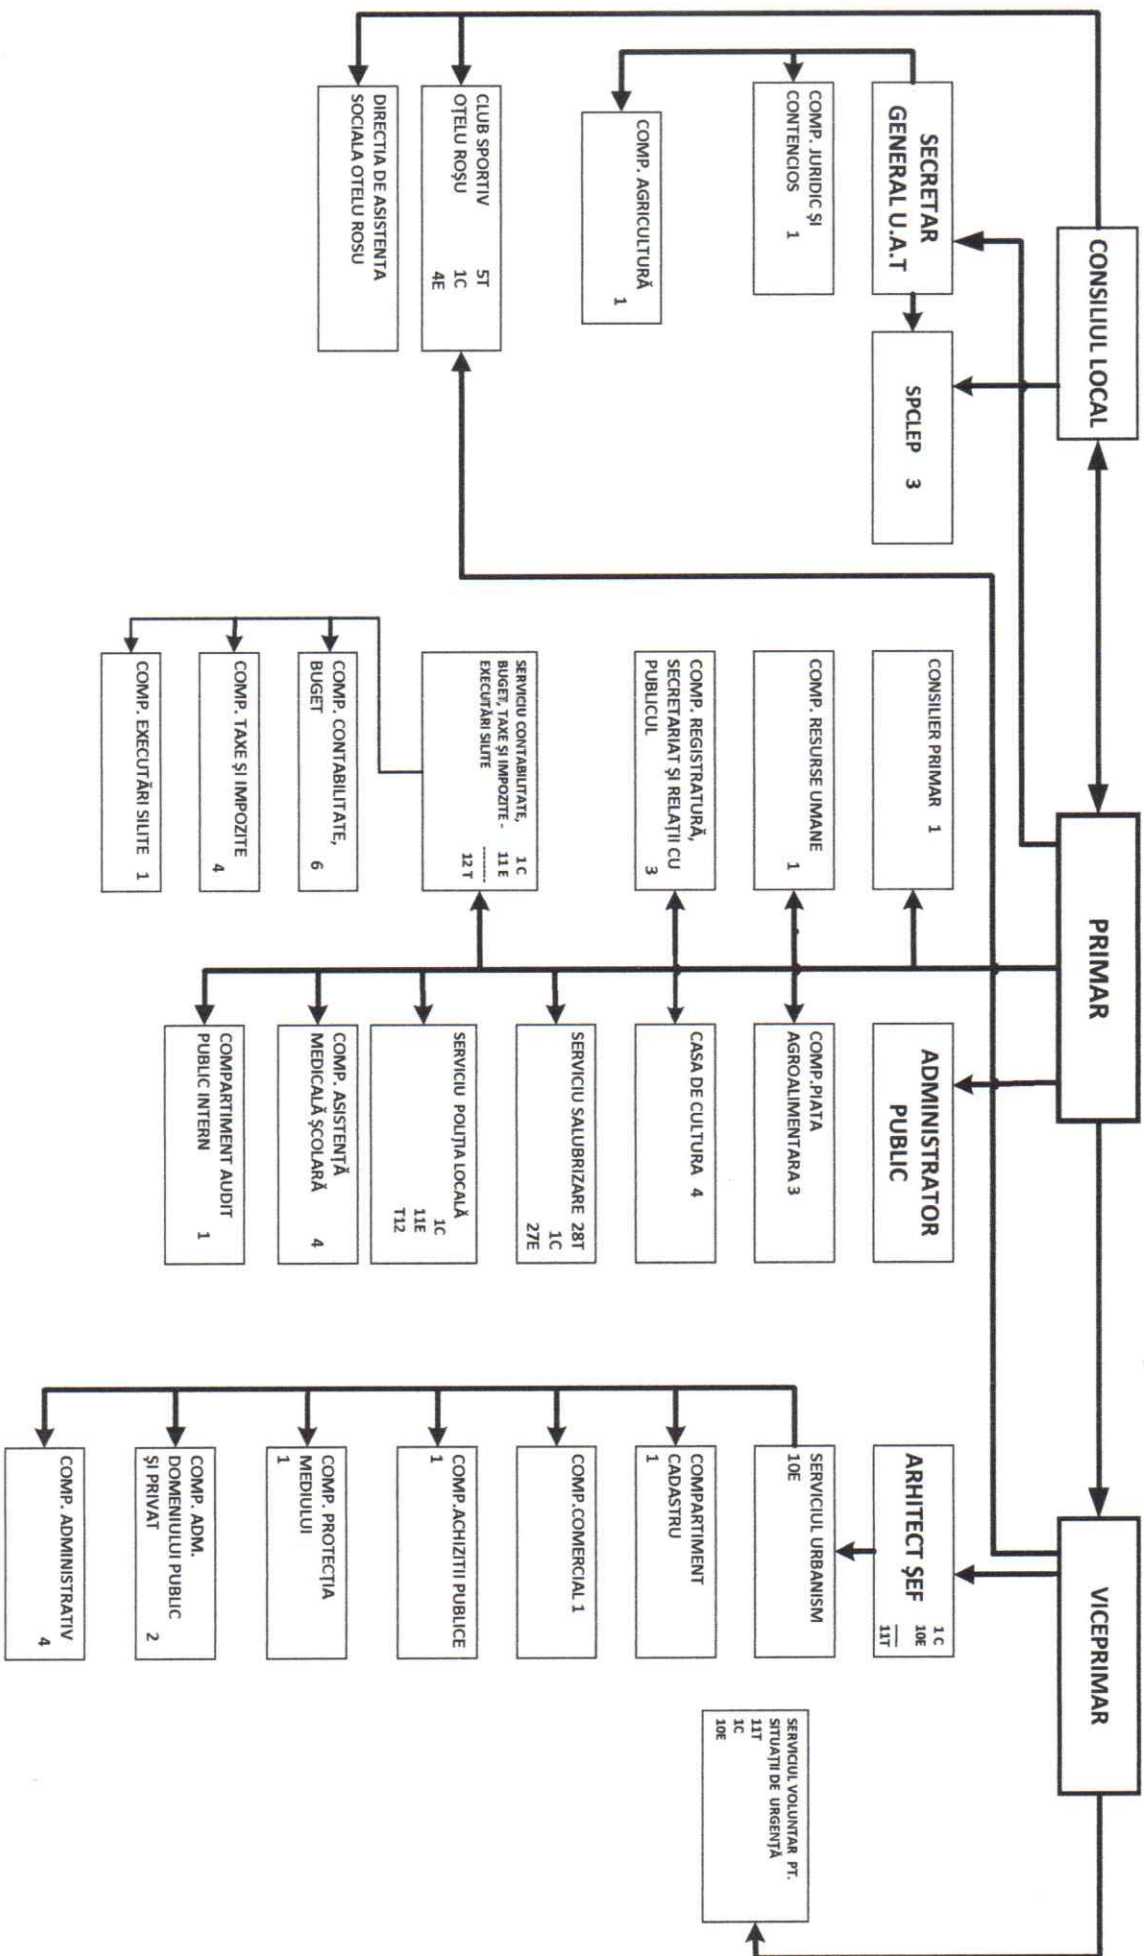 CONSILIUL LOCAL
PRIMAR
VICEPRIMAR
SECRETAR
GENERAL U.A.T
SPCLEP 3
COMP. JURIDIC ȘI
CONTENCIOS 1
COMP. AGRICULTURĂ
1
CLUB SPORTIV 5T
OȚELU ROȘU 1C
4E
DIRECTIA DE ASISTENTA
SOCIALA OTELU ROSU
CONSILIER PRIMAR 1
COMP. RESURSE UMANE
1
COMP. REGISTRATURĂ,
SECRETARIAT ȘI RELAȚII CU
PUBLICUL 3
SERVICIU CONTABILITATE, 1 C
BUGET, TAXE ȘI IMPOZITE - 11 E
EXECUTĂRI SILITE --------
12 T
COMP. CONTABILITATE,
BUGET 6
COMP. TAXE ȘI IMPOZITE
4
COMP. EXECUTĂRI SILITE 1
ADMINISTRATOR
PUBLIC
COMP.PIATA
AGROALIMENTARA 3
CASA DE CULTURA 4
SERVICIU SALUBRIZARE 28T
1C
27E
SERVICIU POLIȚIA LOCALĂ
1C
11E
T12
COMP. ASISTENȚĂ
MEDICALĂ ȘCOLARĂ 4
COMPARTIMENT AUDIT
PUBLIC INTERN 1
ARHITECT ȘEF
1 C
10E
____
11T
SERVICIUL URBANISM
10E
COMPARTIMENT
CADASTRU
1
COMP.COMERCIAL 1
COMP.ACHIZITII PUBLICE
1
COMP. PROTECȚIA
MEDIULUI
1
COMP. ADM.
DOMENIULUI PUBLIC
ȘI PRIVAT 2
COMP. ADMINISTRATIV
4
SERVICIUL VOLUNTAR PT.
SITUAȚII DE URGENȚĂ
11T
1C
10E